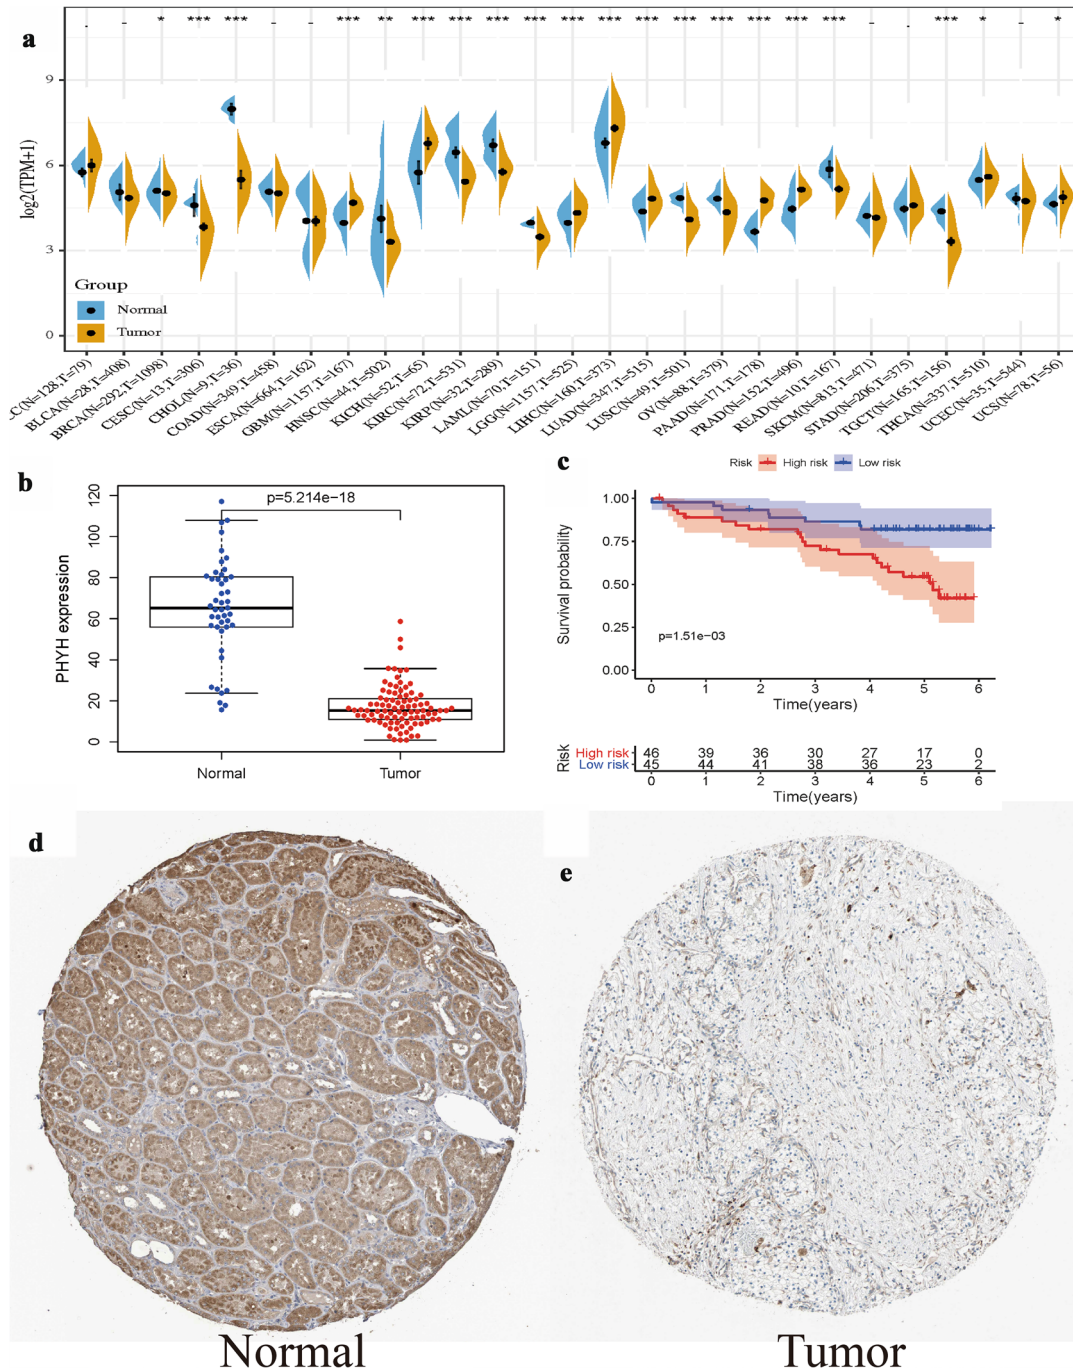 a
- - * *** *** - - *** ** *** *** *** *** *** *** *** *** *** *** *** *** - - *** * - *
log2(TPM+1)
9
6
3
0
Group
Normal
Tumor
BLCA(N=28,T=408)
BRCA(N=292,T=1098)
CESC(N=13,T=306)
CHOL(N=9,T=36)
COAD(N=349,T=458)
ESCA(N=664,T=162)
GBM(N=1157,T=167)
HNSC(N=44,T=502)
KICH(N=52,T=65)
KIRC(N=72,T=531)
KIRP(N=32,T=289)
LAML(N=70,T=151)
LGG(N=1157,T=525)
LIHC(N=160,T=373)
LUAD(N=347,T=515)
LUSC(N=49,T=501)
OV(N=88,T=379)
PAAD(N=171,T=178)
PRAD(N=152,T=496)
READ(N=10,T=167)
SKCM(N=813,T=471)
STAD(N=206,T=375)
TGCT(N=165,T=156)
THCA(N=337,T=510)
UCEC(N=35,T=544)
UCS(N=78,T=56)
b
p=5.214e-18
PHYH expression
120
100
80
60
40
20
0
Normal Tumor
c
Risk High risk Low risk
Survival probability
1.00
0.75
0.50
0.25
0.00
p=1.51e-03
0 1 2 3 4 5 6
Time(years)
Risk
High risk 46 39 36 30 27 17 0
Low risk 45 44 41 38 36 23 2
0 1 2 3 4 5 6
Time(years)
d
e
Normal
Tumor